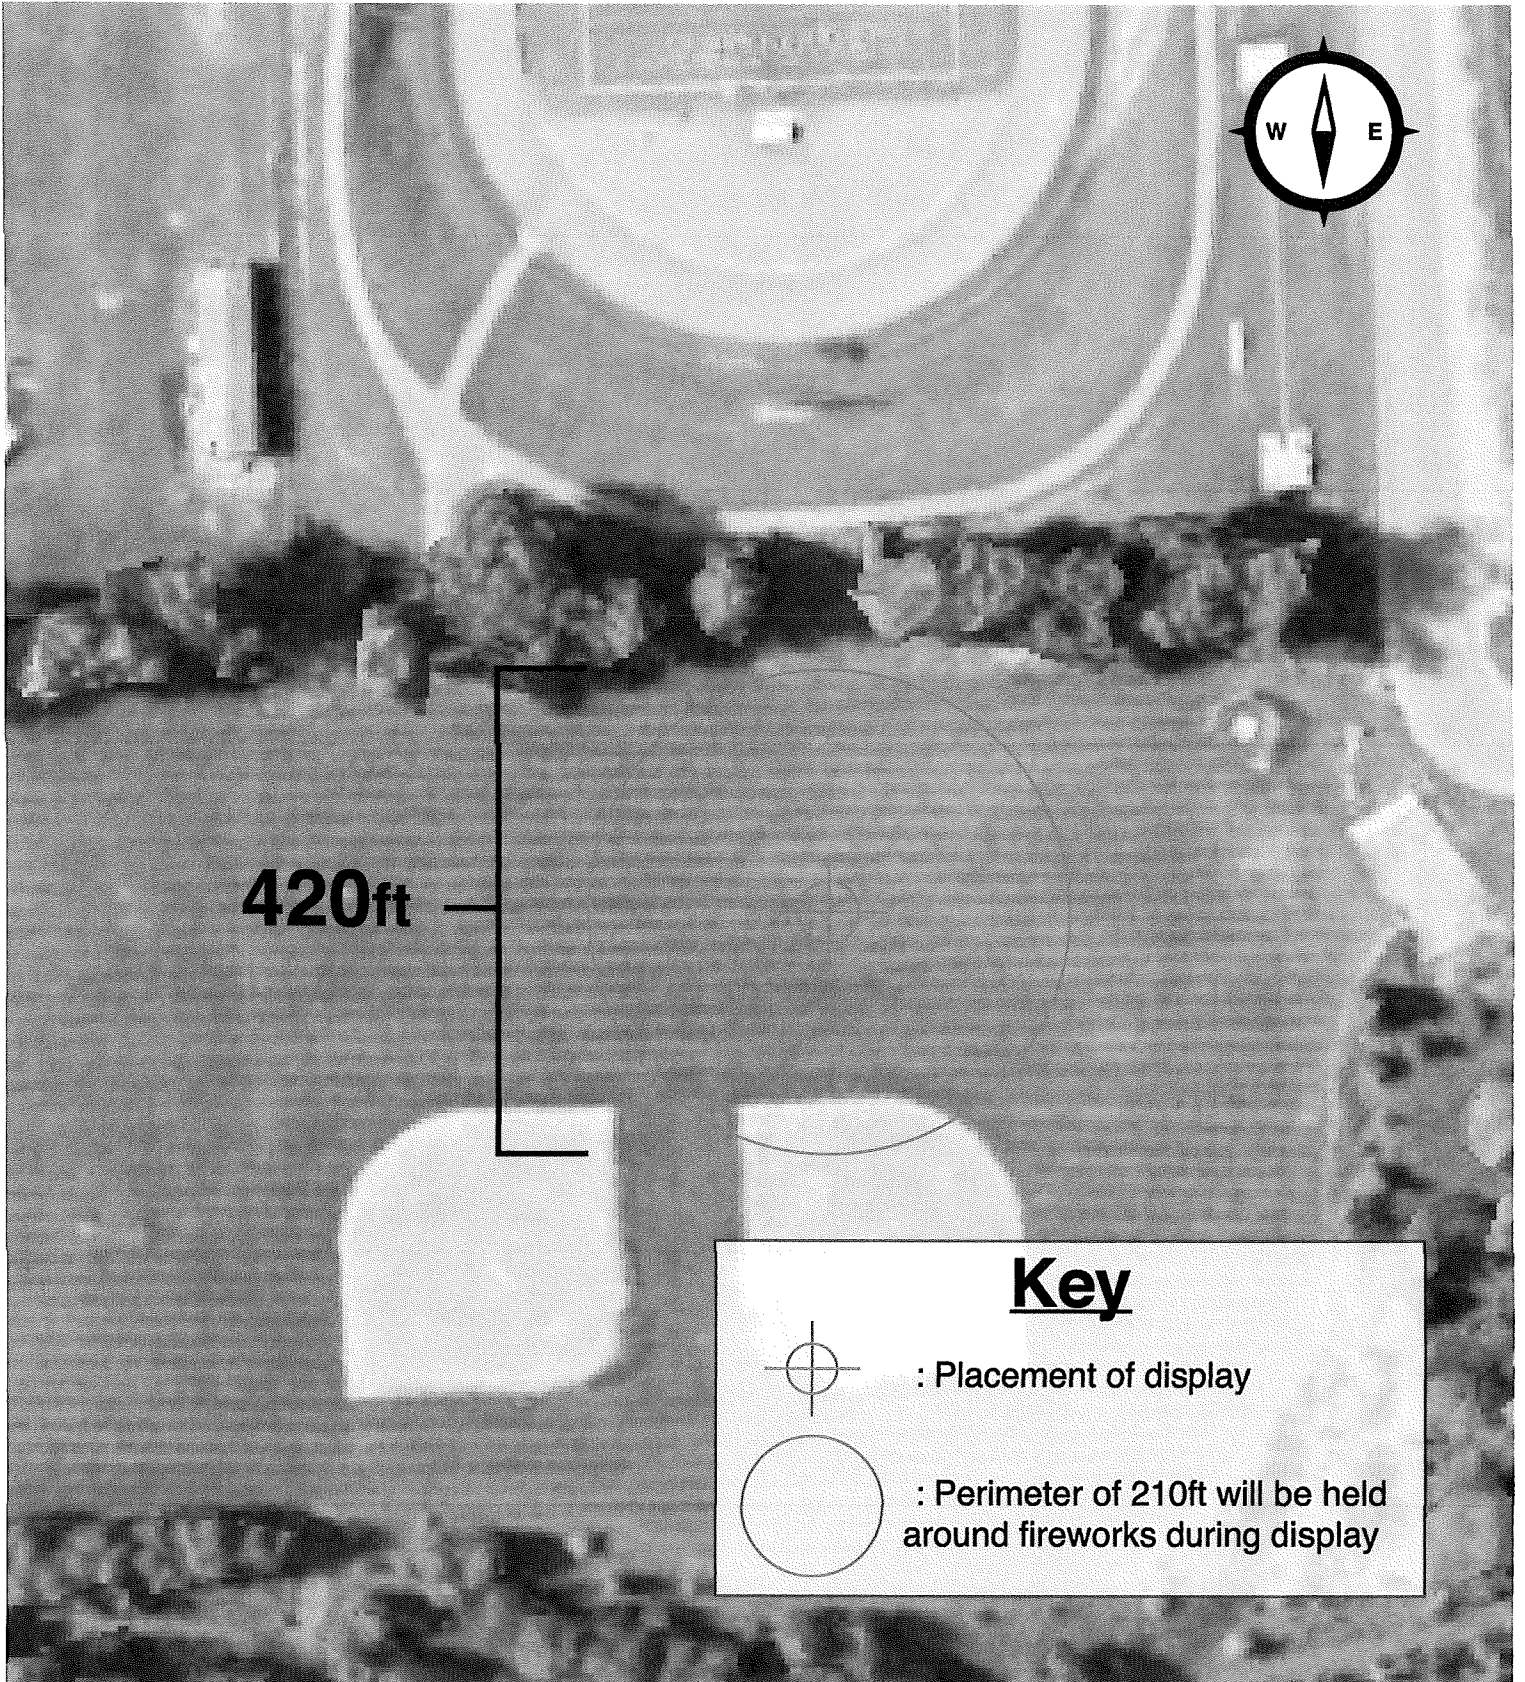 W E
420ft
Key
: Placement of display
: Perimeter of 210ft will be held
around fireworks during display